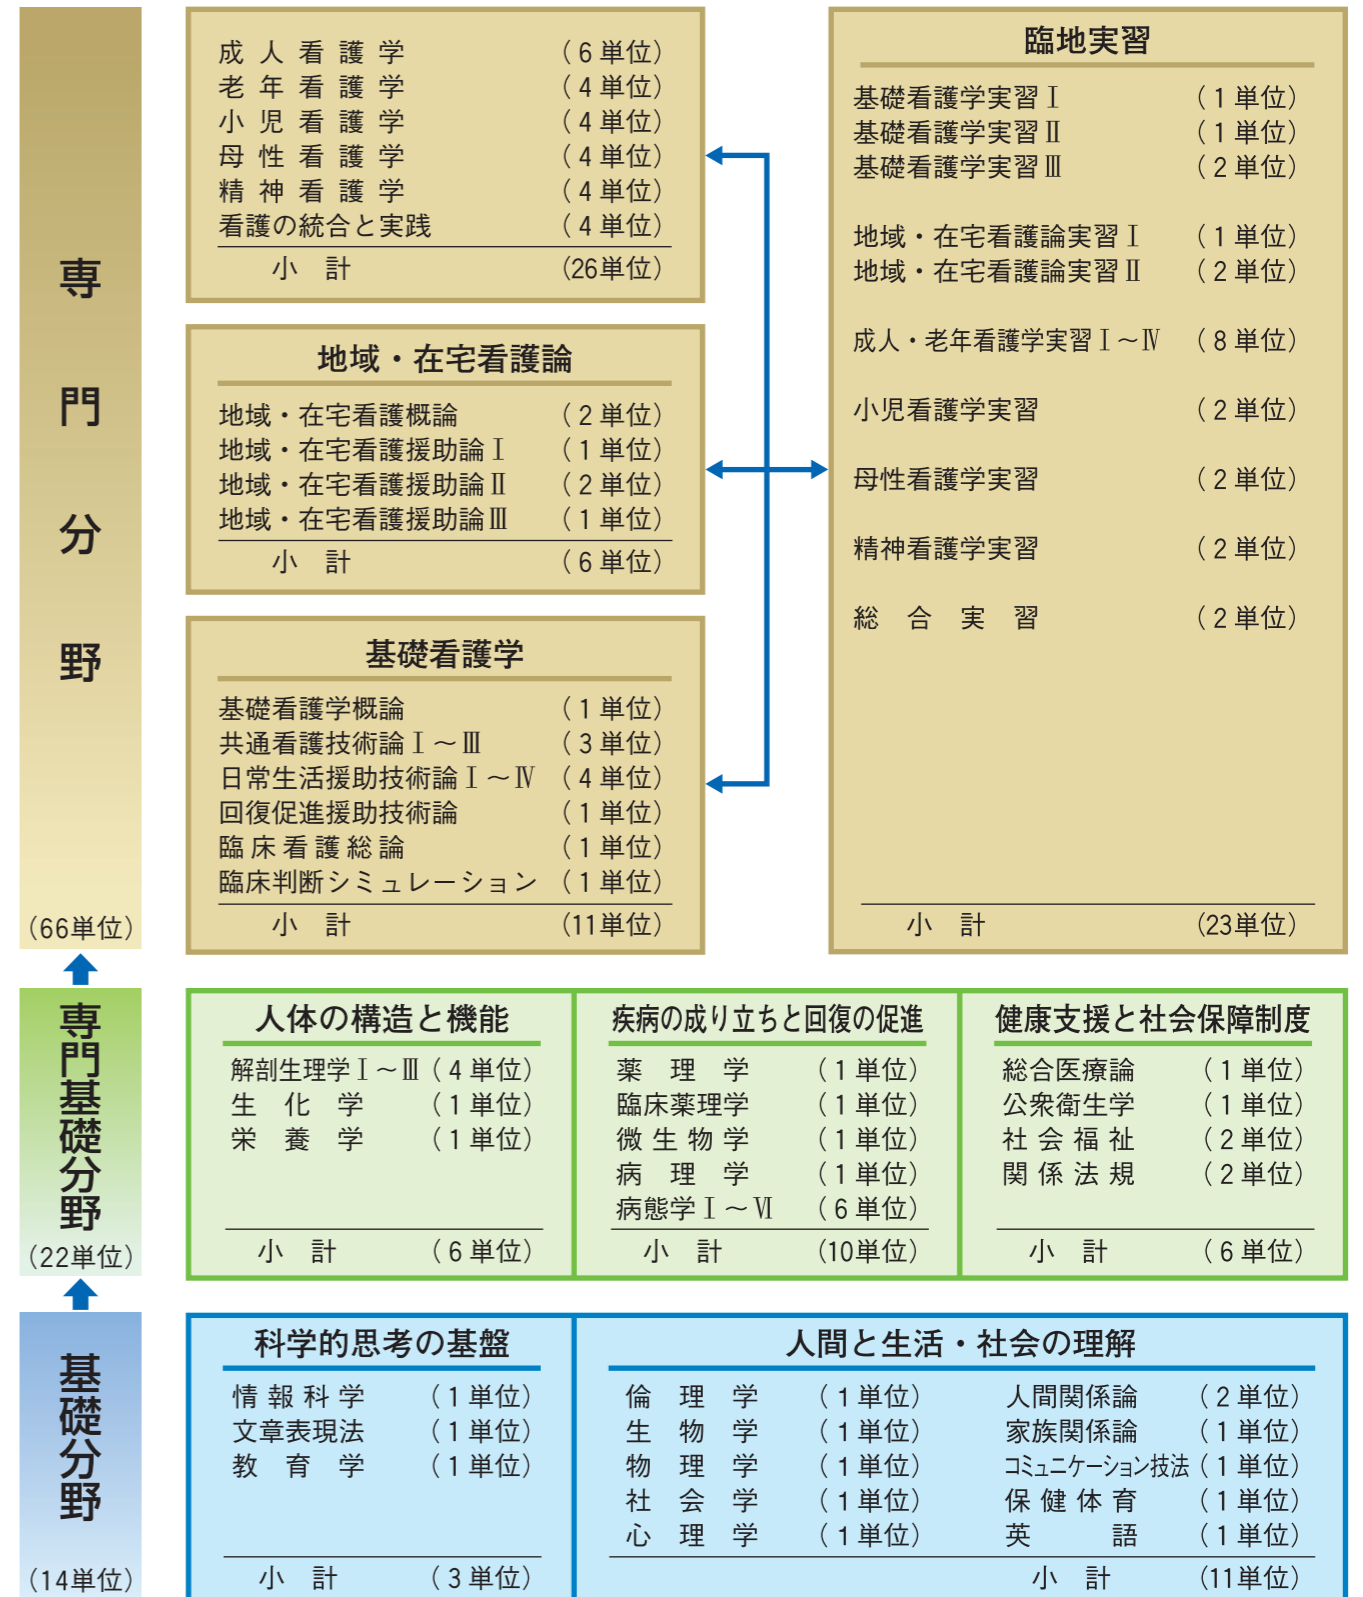 専門分野
(66単位)
成人看護学 (6単位)
老年看護学 (4単位)
小児看護学 (4単位)
母性看護学 (4単位)
精神看護学 (4単位)
看護の統合と実践 (4単位)
小計 (26単位)
地域・在宅看護論
地域・在宅看護概論 (2単位)
地域・在宅看護援助論Ⅰ (1単位)
地域・在宅看護援助論Ⅱ (2単位)
地域・在宅看護援助論Ⅲ (1単位)
小計 (6単位)
基礎看護学
基礎看護学概論 (1単位)
共通看護技術論Ⅰ～Ⅲ (3単位)
日常生活援助技術論Ⅰ～Ⅳ (4単位)
回復促進援助技術論 (1単位)
臨床看護総論 (1単位)
臨床判断シミュレーション (1単位)
小計 (11単位)
臨地実習
基礎看護学実習Ⅰ (1単位)
基礎看護学実習Ⅱ (1単位)
基礎看護学実習Ⅲ (2単位)
地域・在宅看護論実習Ⅰ (1単位)
地域・在宅看護論実習Ⅱ (2単位)
成人・老年看護学実習Ⅰ～Ⅳ (8単位)
小児看護学実習 (2単位)
母性看護学実習 (2単位)
精神看護学実習 (2単位)
総合実習 (2単位)
小計 (23単位)
専門基礎分野
(22単位)
人体の構造と機能
解剖生理学Ⅰ～Ⅲ (4単位)
生化学 (1単位)
栄養学 (1単位)
小計 (6単位)
疾病の成り立ちと回復の促進
薬理学 (1単位)
臨床薬理学 (1単位)
微生物学 (1単位)
病理学 (1単位)
病態学Ⅰ～Ⅵ (6単位)
小計 (10単位)
健康支援と社会保障制度
総合医療論 (1単位)
公衆衛生学 (1単位)
社会福祉 (2単位)
関係法規 (2単位)
小計 (6単位)
基礎分野
(14単位)
科学的思考の基盤
情報科学 (1単位)
文章表現法 (1単位)
教育学 (1単位)
小計 (3単位)
人間と生活・社会の理解
倫理学 (1単位) 人間関係論 (2単位)
生物学 (1単位) 家族関係論 (1単位)
物理学 (1単位) コミュニケーション技法 (1単位)
社会学 (1単位) 保健体育 (1単位)
心理学 (1単位) 英語 (1単位)
小計 (11単位)